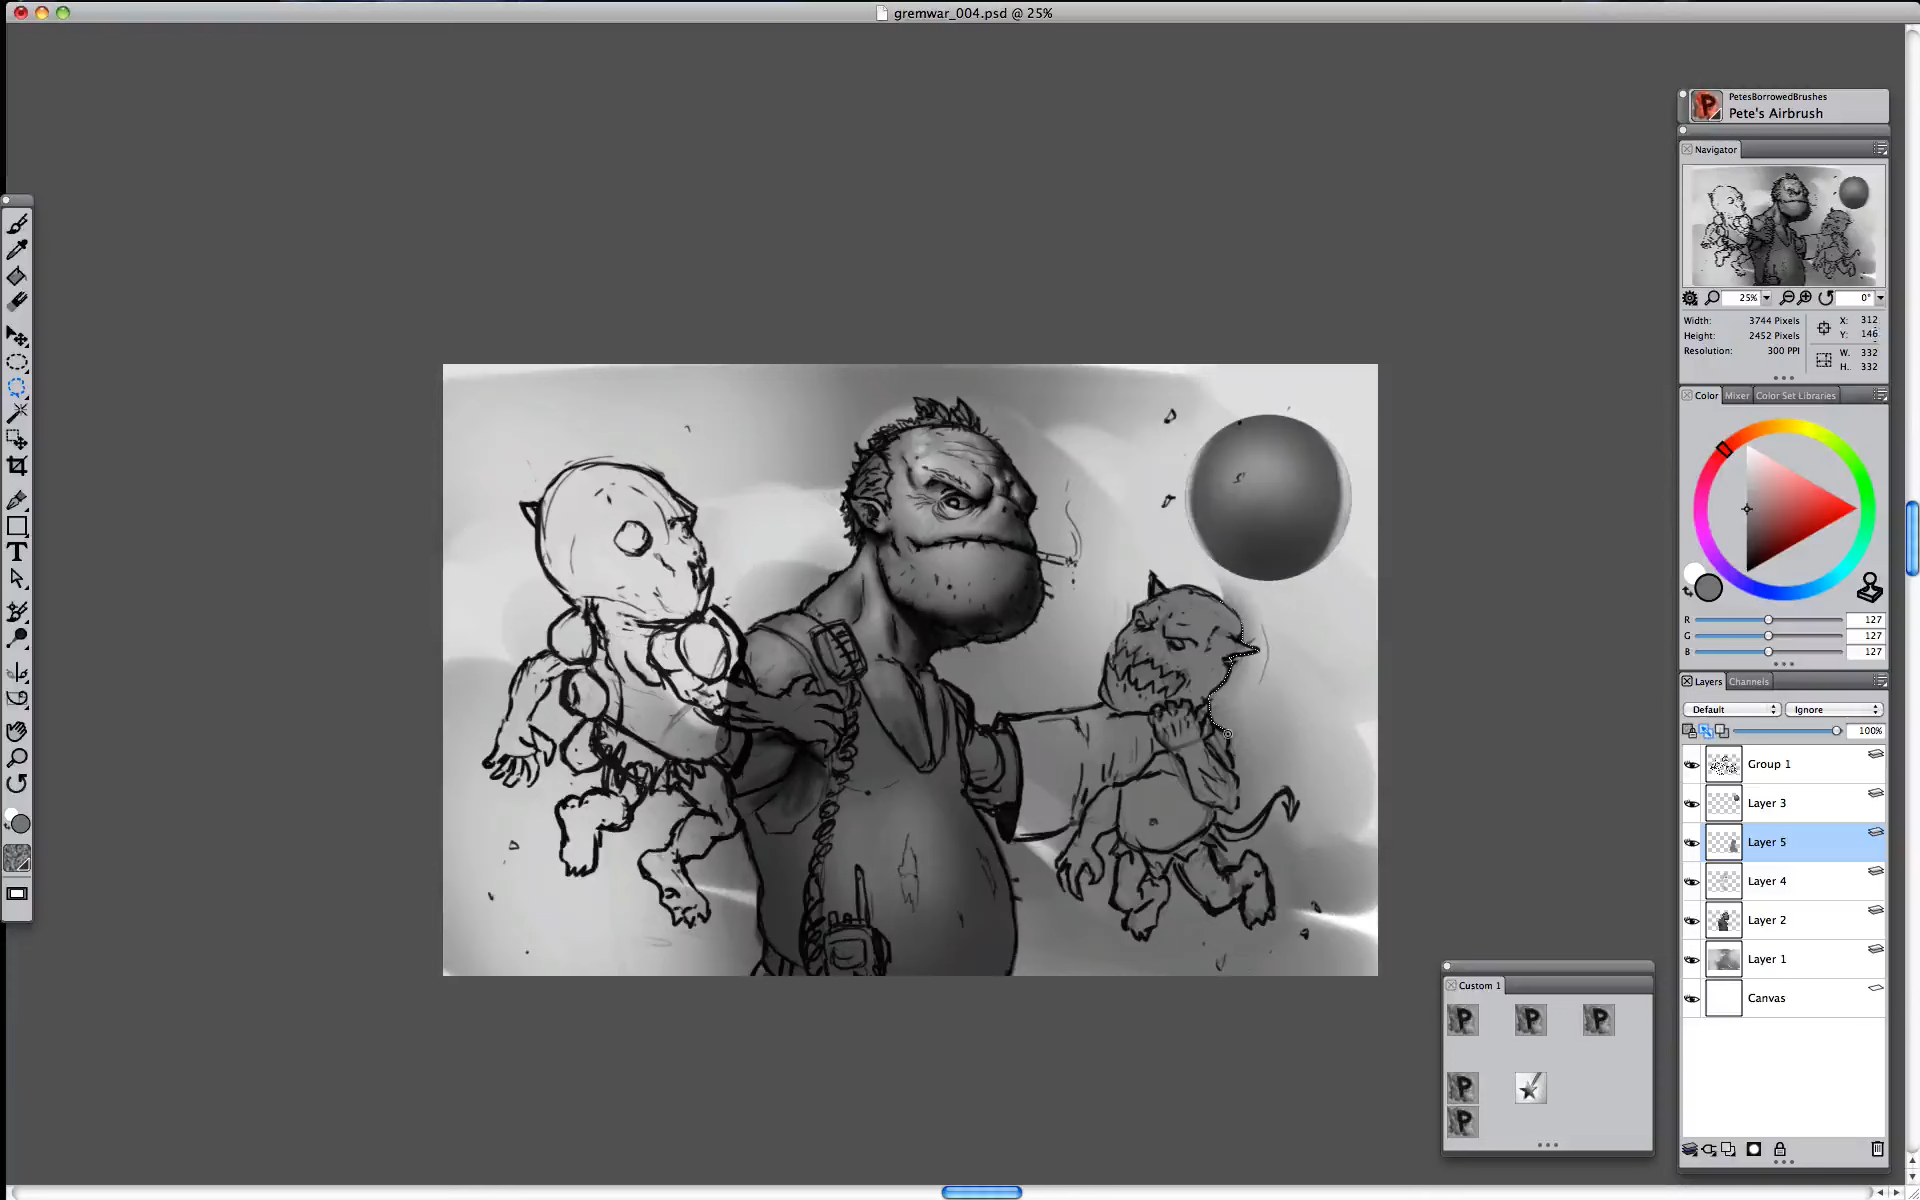 gremwar_004.psd @ 25%
PetesBorrowedBrushes
Pete's Airbrush
Navigator
25%
0°
Width: 3744 Pixels
Height: 2452 Pixels
Resolution: 300 PPI
X: 312
Y: 146
W. 332
H. 332
Color Mixer Color Set Libraries
R 127
G 127
B 127
Layers Channels
Default Ignore
100%
Group 1
Layer 3
Layer 5
Layer 4
Layer 2
Layer 1
Canvas
Custom 1
P P P
P
P
T